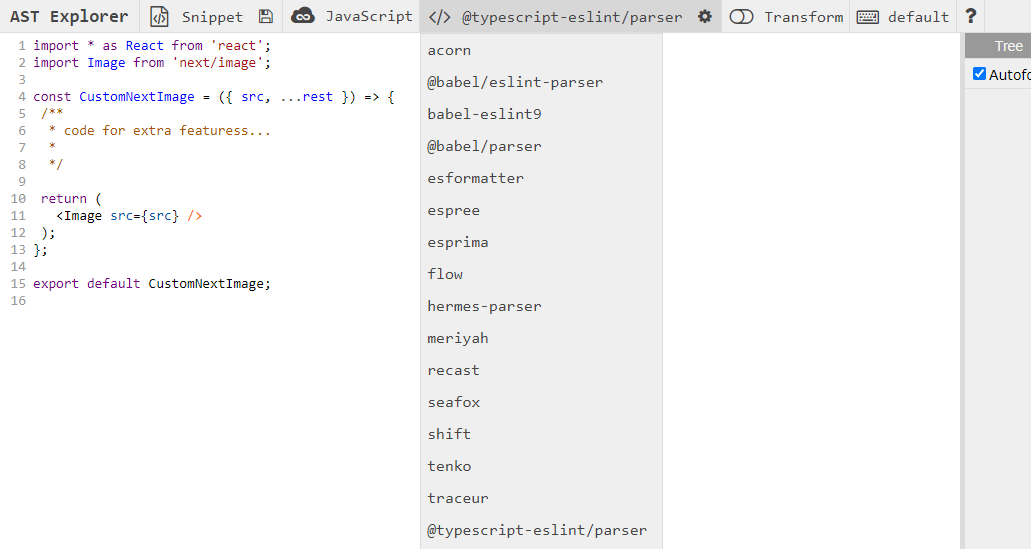 AST Explorer Snippet JavaScript </> @typescript-eslint/parser Transform default ?
1 import * as React from 'react';
2 import Image from 'next/image';
3
4 const CustomNextImage = ({ src, ...rest }) => {
5 /**
6 * code for extra featuress...
7 *
8 */
9
10 return (
11 <Image src={src} />
12 );
13 };
14
15 export default CustomNextImage;
16
acorn
@babel/eslint-parser
babel-eslint9
@babel/parser
esformatter
espree
esprima
flow
hermes-parser
meriyah
recast
seafox
shift
tenko
traceur
@typescript-eslint/parser
Tree
Autofo